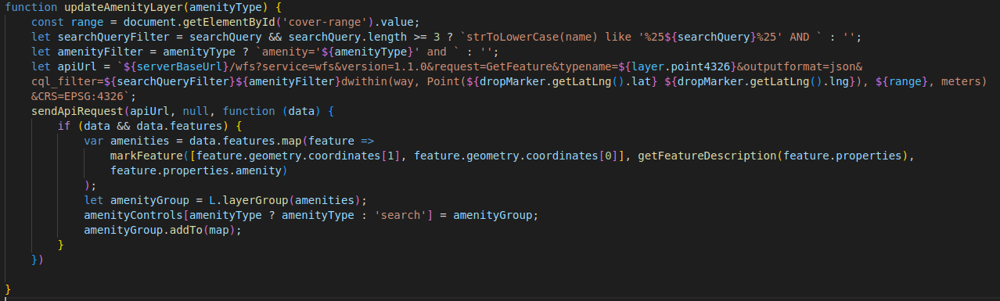 function updateAmenityLayer(amenityType) {
    const range = document.getElementById('cover-range').value;
    let searchQueryFilter = searchQuery && searchQuery.length >= 3 ? `strToLowerCase(name) like '%25${searchQuery}%25' AND ` : '';
    let amenityFilter = amenityType ? `amenity='${amenityType}' and ` : '';
    let apiUrl = `${serverBaseUrl}/wfs?service=wfs&version=1.1.0&request=GetFeature&typename=${layer.point4326}&outputformat=json&
    cql_filter=${searchQueryFilter}${amenityFilter}dwithin(way, Point(${dropMarker.getLatLng().lat} ${dropMarker.getLatLng().lng}), ${range}, meters)
    &CRS=EPSG:4326`;
    sendApiRequest(apiUrl, null, function (data) {
        if (data && data.features) {
            var amenities = data.features.map(feature =>
                markFeature([feature.geometry.coordinates[1], feature.geometry.coordinates[0]], getFeatureDescription(feature.properties),
                feature.properties.amenity)
            );
            let amenityGroup = L.layerGroup(amenities);
            amenityControls[amenityType ? amenityType : 'search'] = amenityGroup;
            amenityGroup.addTo(map);
        }
    })
}